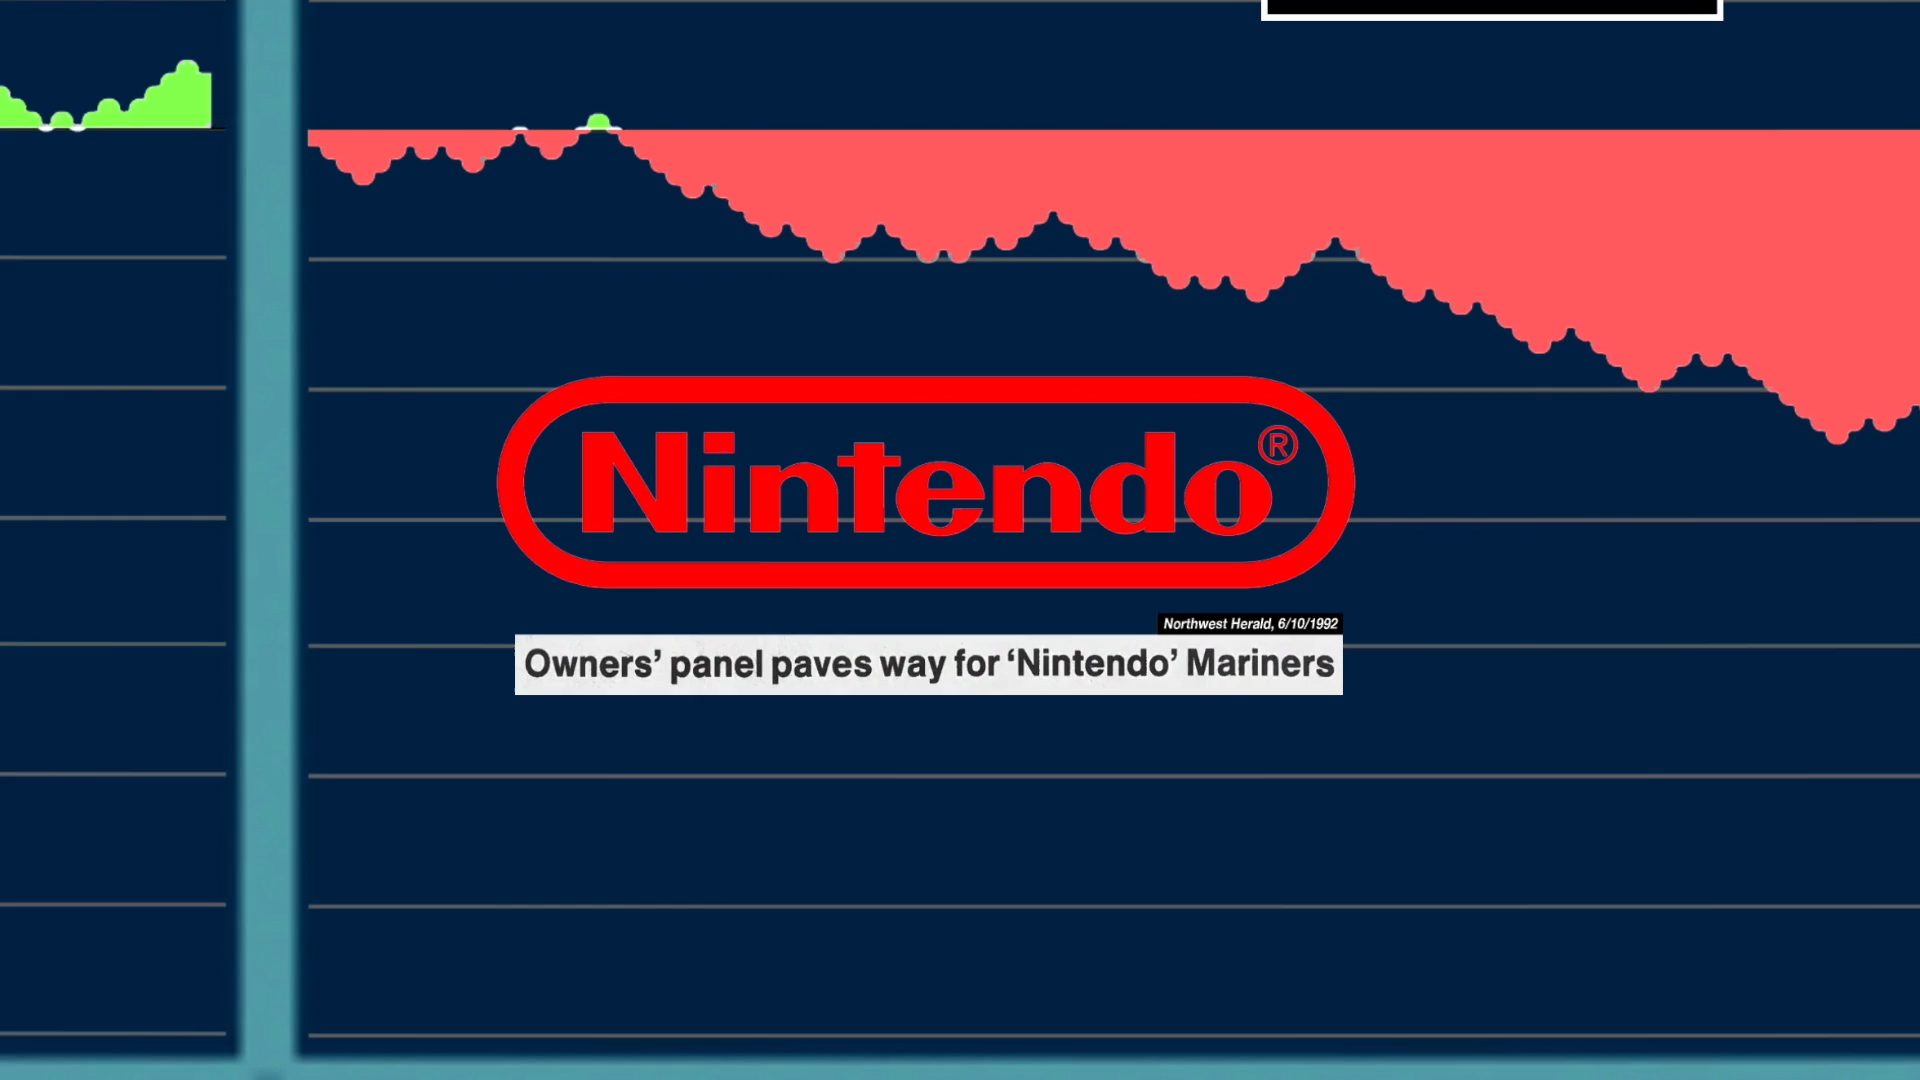 Nintendo®
Northwest Herald, 6/10/1992
Owners’ panel paves way for ‘Nintendo’ Mariners